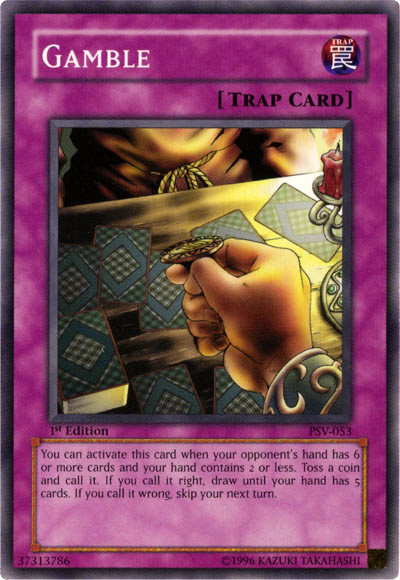 GAMBLE
TRAP
罠
[TRAP CARD]
1st Edition
PSV-053
You can activate this card when your opponent's hand has 6
or more cards and your hand contains 2 or less. Toss a coin
and call it. If you call it right, draw until your hand has 5
cards. If you call it wrong, skip your next turn.
37313786
©1996 KAZUKI TAKAHASHI